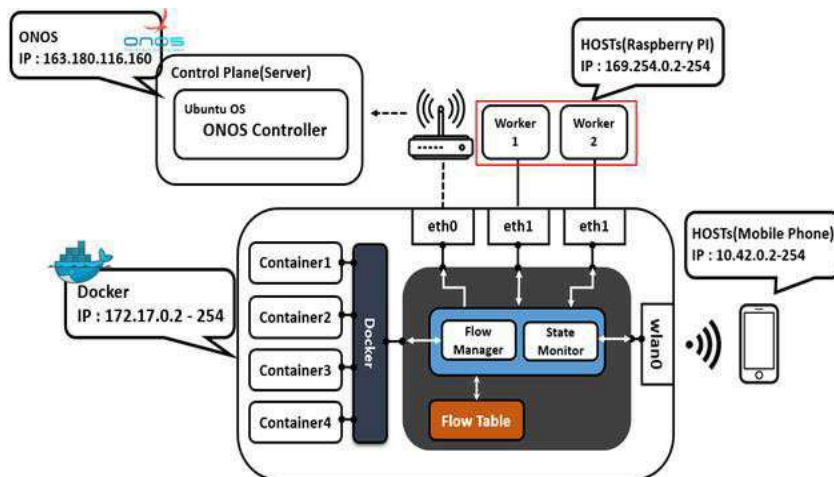 ONOS
IP : 163.180.116.160
onos
Control Plane(Server)
Ubuntu OS
ONOS Controller
HOSTs(Raspberry PI)
IP : 169.254.0.2-254
Worker
1
Worker
2
eth0
eth1
eth1
HOSTs(Mobile Phone)
IP : 10.42.0.2-254
Docker
IP : 172.17.0.2 - 254
Container1
Container2
Container3
Container4
Docker
Flow
Manager
State
Monitor
Flow Table
wlan0